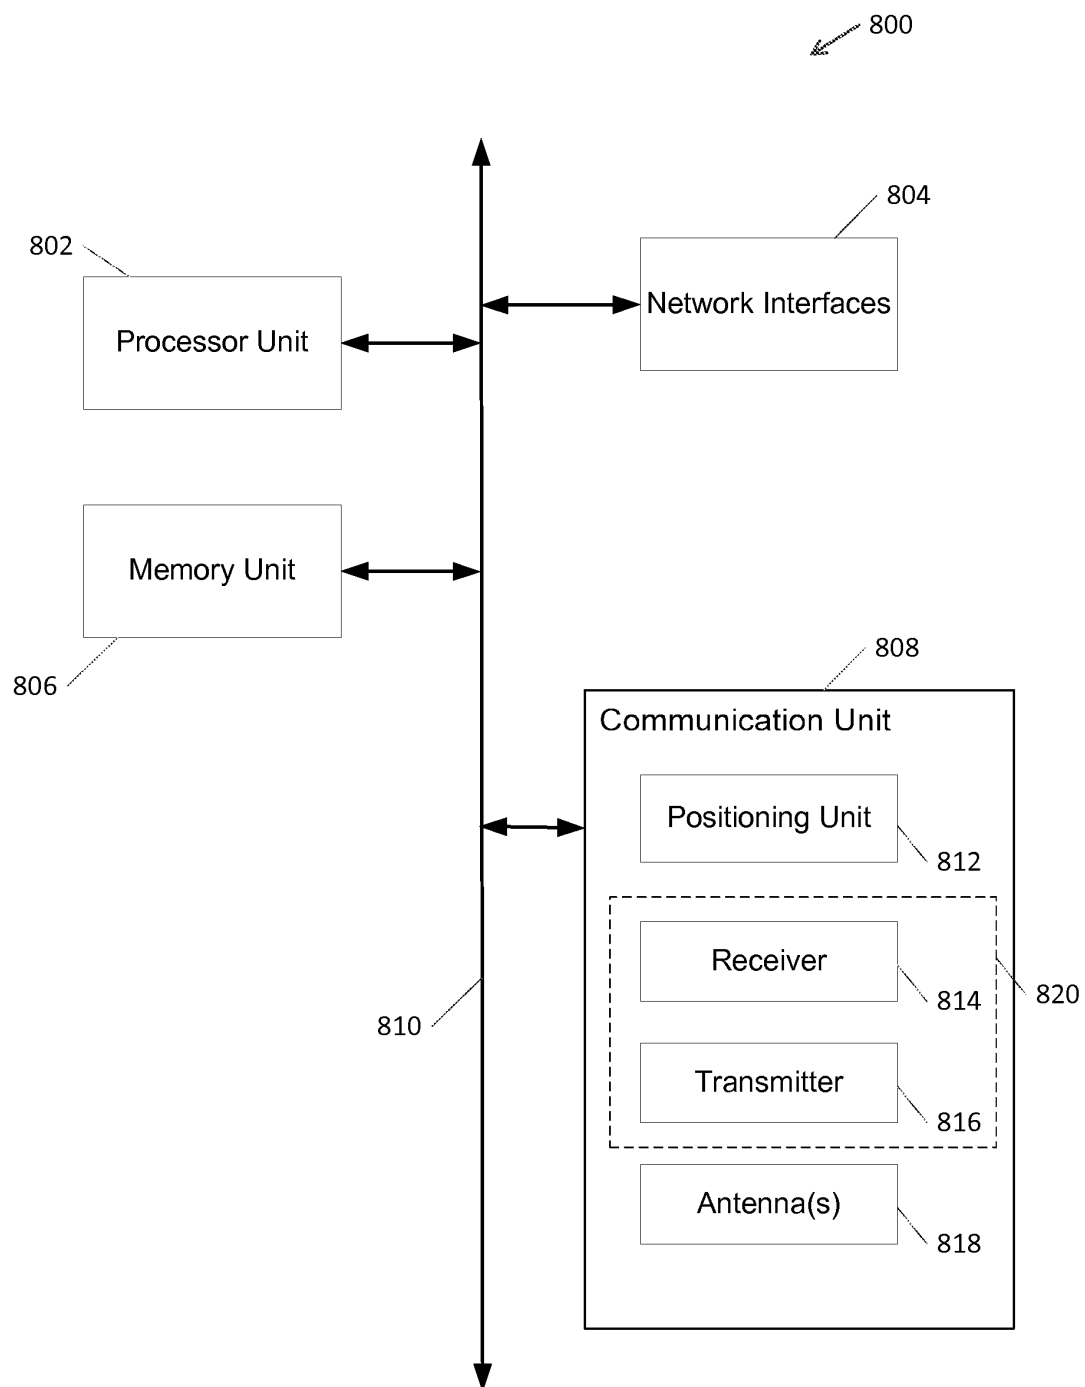 800
804
802
Network Interfaces
Processor Unit
Memory Unit
806
808
Communication Unit
Positioning Unit
812
Receiver
814
820
810
Transmitter
816
Antenna(s)
818